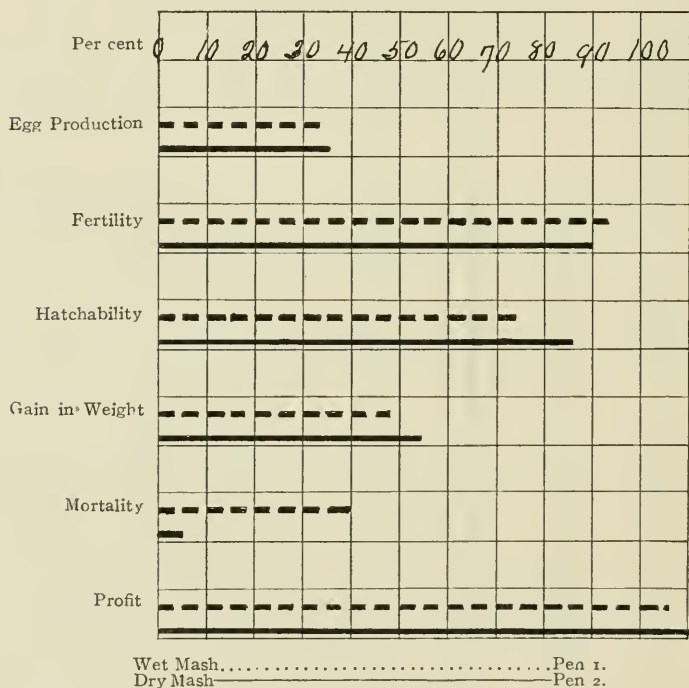 Per cent 0 10 20 30 40 50 60 70 80 90 100
Egg Production
Fertility
Hatchability
Gain in Weight
Mortality
Profit
Wet Mash.................................Pen 1.
Dry Mash—————————Pen 2.